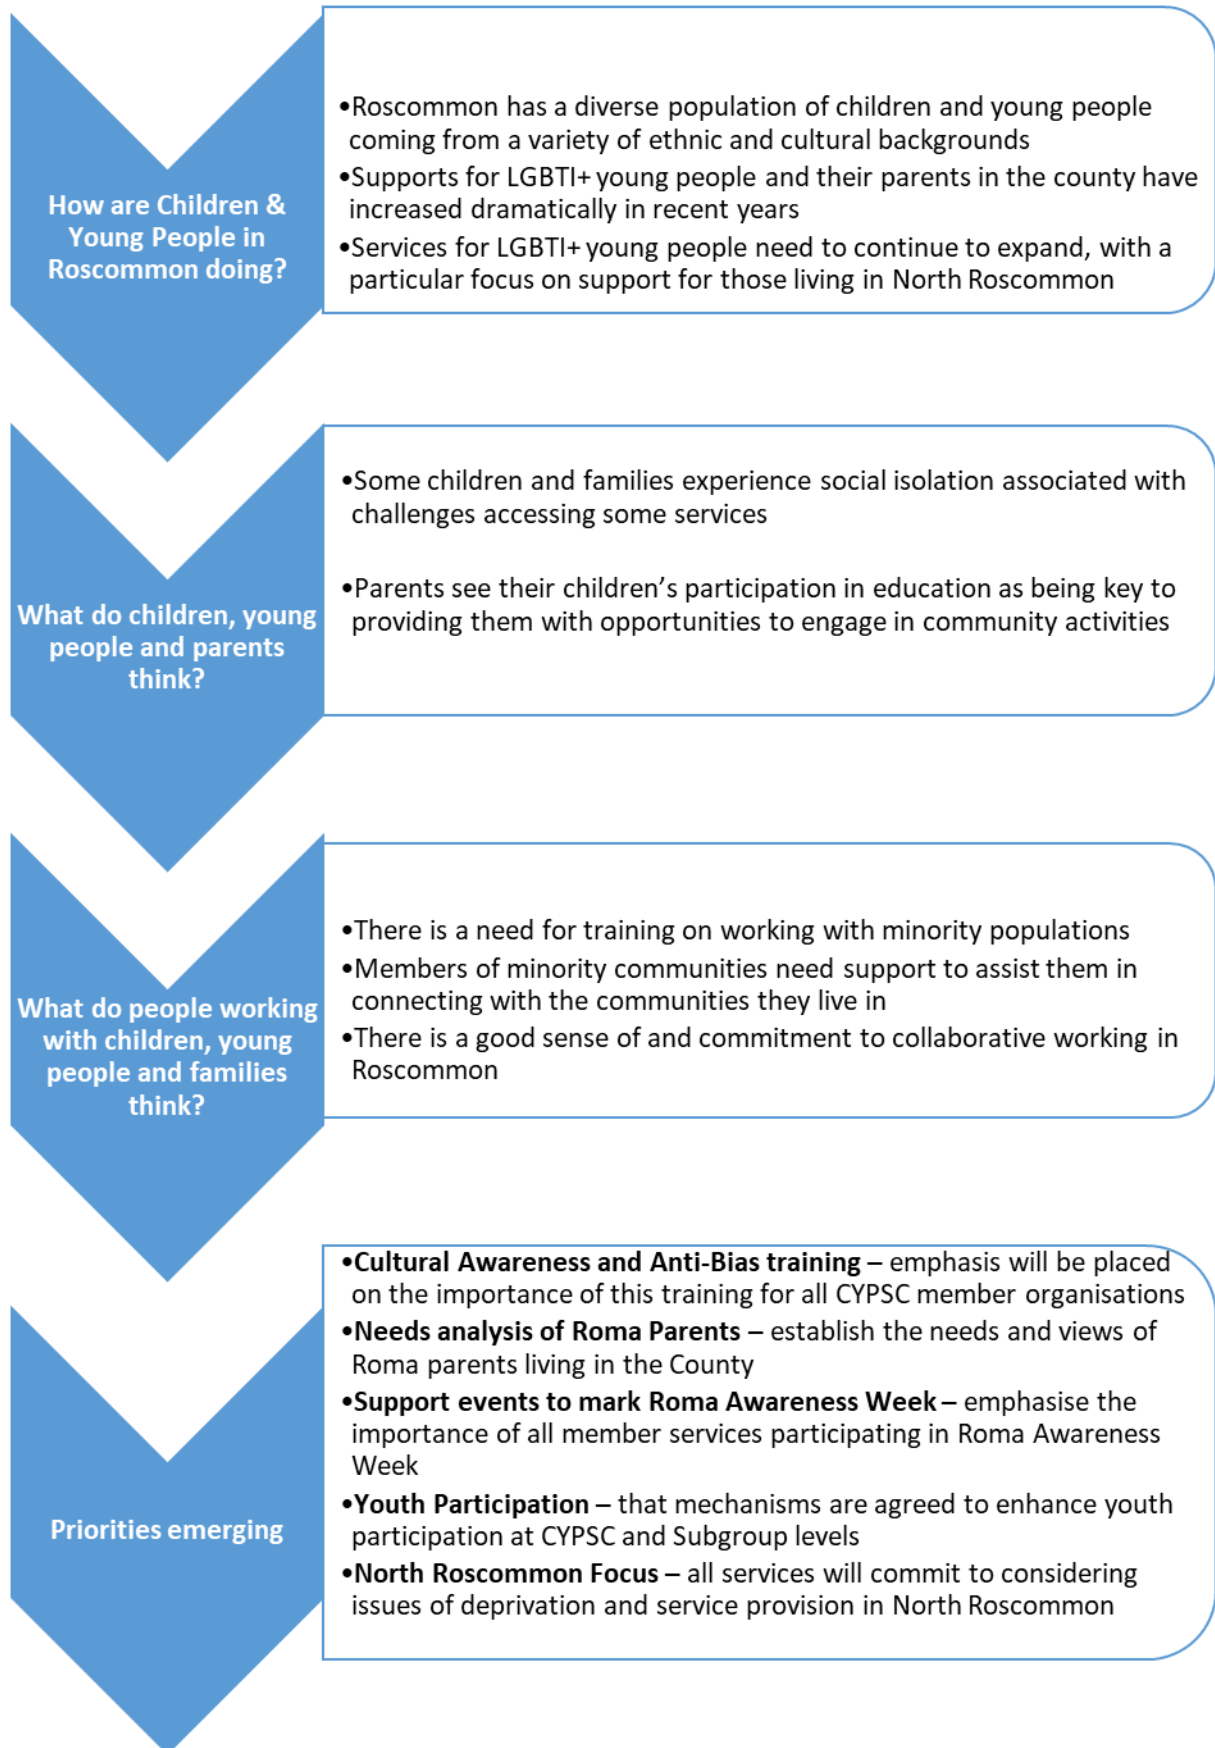 How are Children &
Young People in
Roscommon doing?
•Roscommon has a diverse population of children and young people
coming from a variety of ethnic and cultural backgrounds
•Supports for LGBTI+ young people and their parents in the county have
increased dramatically in recent years
•Services for LGBTI+ young people need to continue to expand, with a
particular focus on support for those living in North Roscommon
What do children, young
people and parents
think?
•Some children and families experience social isolation associated with
challenges accessing some services
•Parents see their children’s participation in education as being key to
providing them with opportunities to engage in community activities
What do people working
with children, young
people and families
think?
•There is a need for training on working with minority populations
•Members of minority communities need support to assist them in
connecting with the communities they live in
•There is a good sense of and commitment to collaborative working in
Roscommon
Priorities emerging
•Cultural Awareness and Anti-Bias training – emphasis will be placed
on the importance of this training for all CYPSC member organisations
•Needs analysis of Roma Parents – establish the needs and views of
Roma parents living in the County
•Support events to mark Roma Awareness Week – emphasise the
importance of all member services participating in Roma Awareness
Week
•Youth Participation – that mechanisms are agreed to enhance youth
participation at CYPSC and Subgroup levels
•North Roscommon Focus – all services will commit to considering
issues of deprivation and service provision in North Roscommon